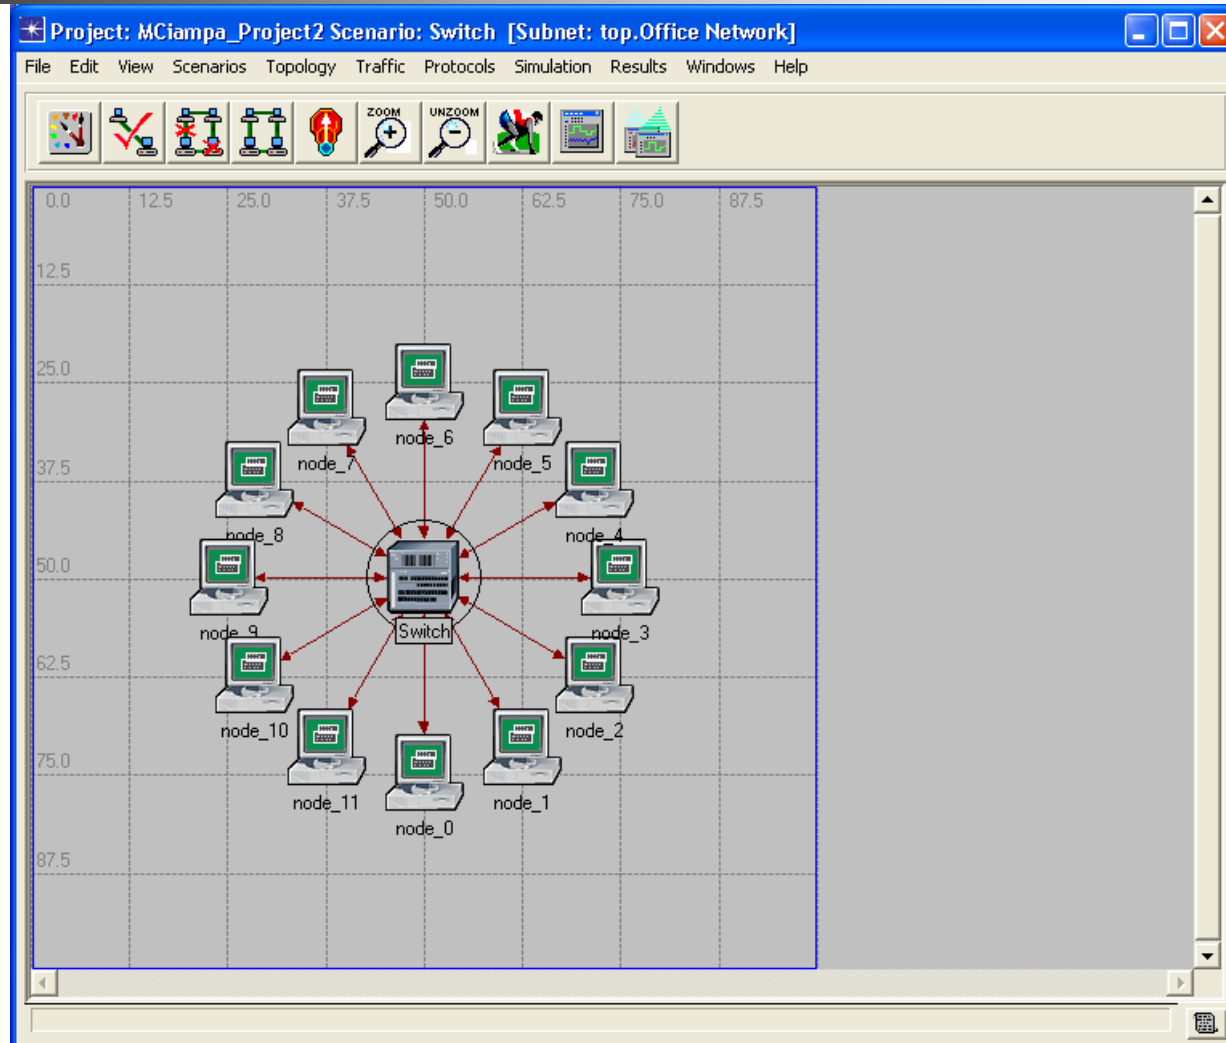 Project: MCiampa_Project2 Scenario: Switch [Subnet: top.Office Network]
File Edit View Scenarios Topology Traffic Protocols Simulation Results Windows Help
ZOOM UNZOOM
0.0 12.5 25.0 37.5 50.0 62.5 75.0 87.5
12.5
25.0
node_6
node_7 node_5
37.5
node_8 node_4
50.0
node_9 Switch node_3
62.5
node_10 node_2
75.0
node_11 node_1
node_0
87.5